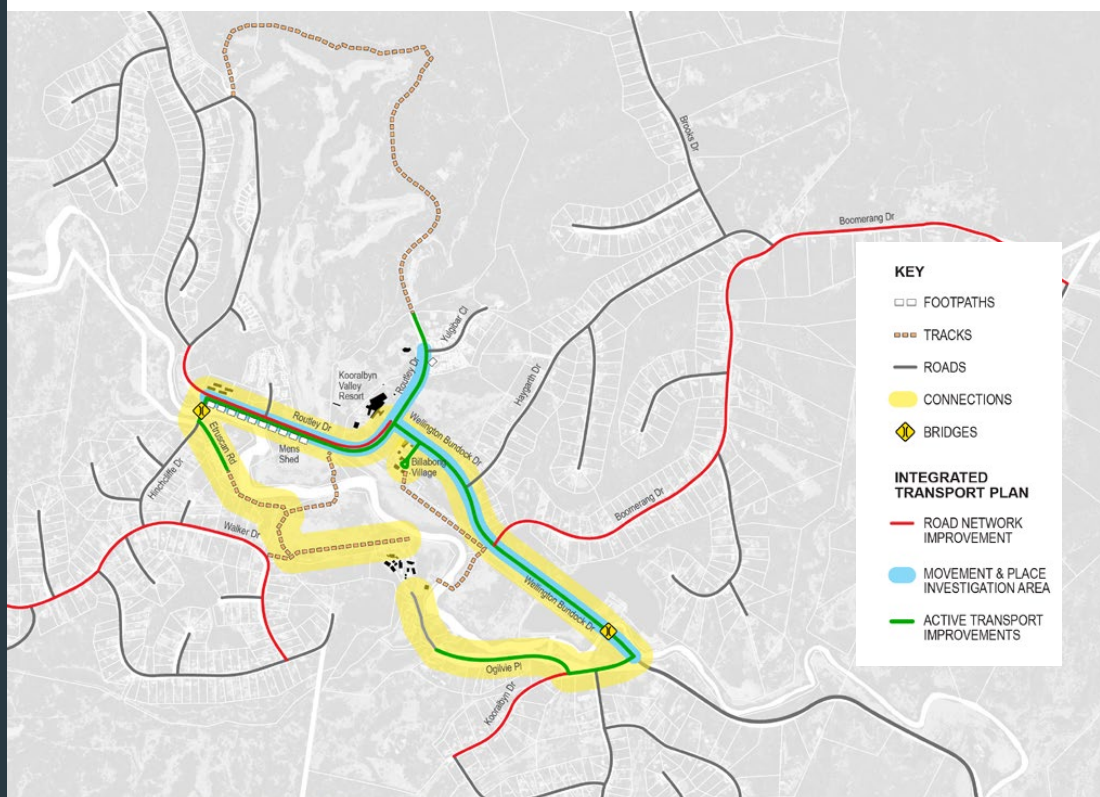 Brooks Dr
Boomerang Dr
KEY
FOOTPATHS
TRACKS
ROADS
CONNECTIONS
BRIDGES
INTEGRATED
TRANSPORT PLAN
ROAD NETWORK
IMPROVEMENT
MOVEMENT & PLACE
INVESTIGATION AREA
ACTIVE TRANSPORT
IMPROVEMENTS
Yulgibar Cl
Kooralbyn
Valley
Resort
Routley Dr
Haygarth Dr
Routley Dr
Wellington Bundock Dr
Mens
Shed
Billabong
Village
Etruscan Rd
Hinchcliffe Dr
Boomerang Dr
Walker Dr
Wellington Bundock Dr
Ogilvie Pl
Kooralbyn Dr